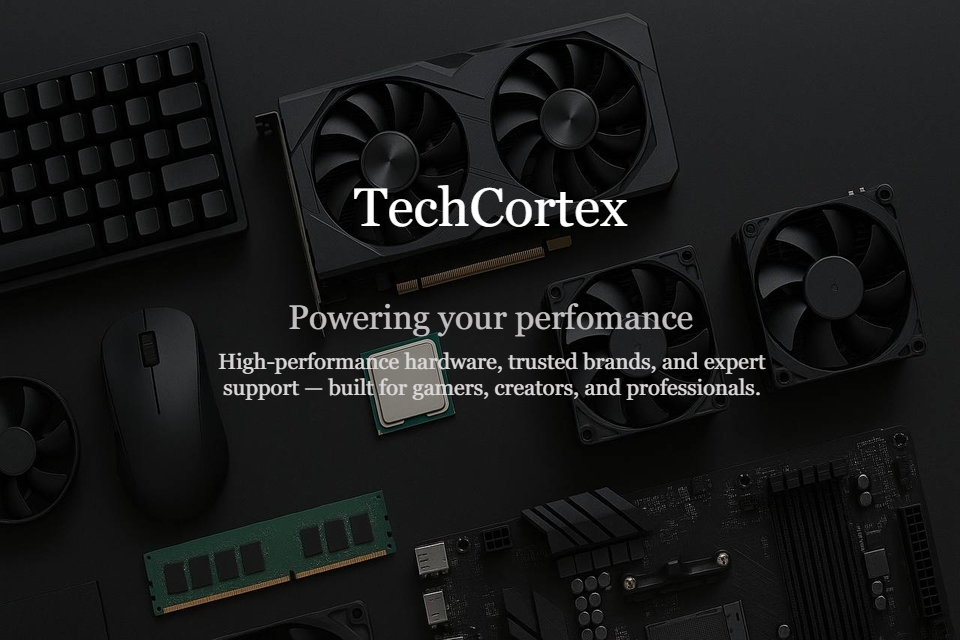 TechCortex
Powering your perfomance
High-performance hardware, trusted brands, and expert
support — built for gamers, creators, and professionals.